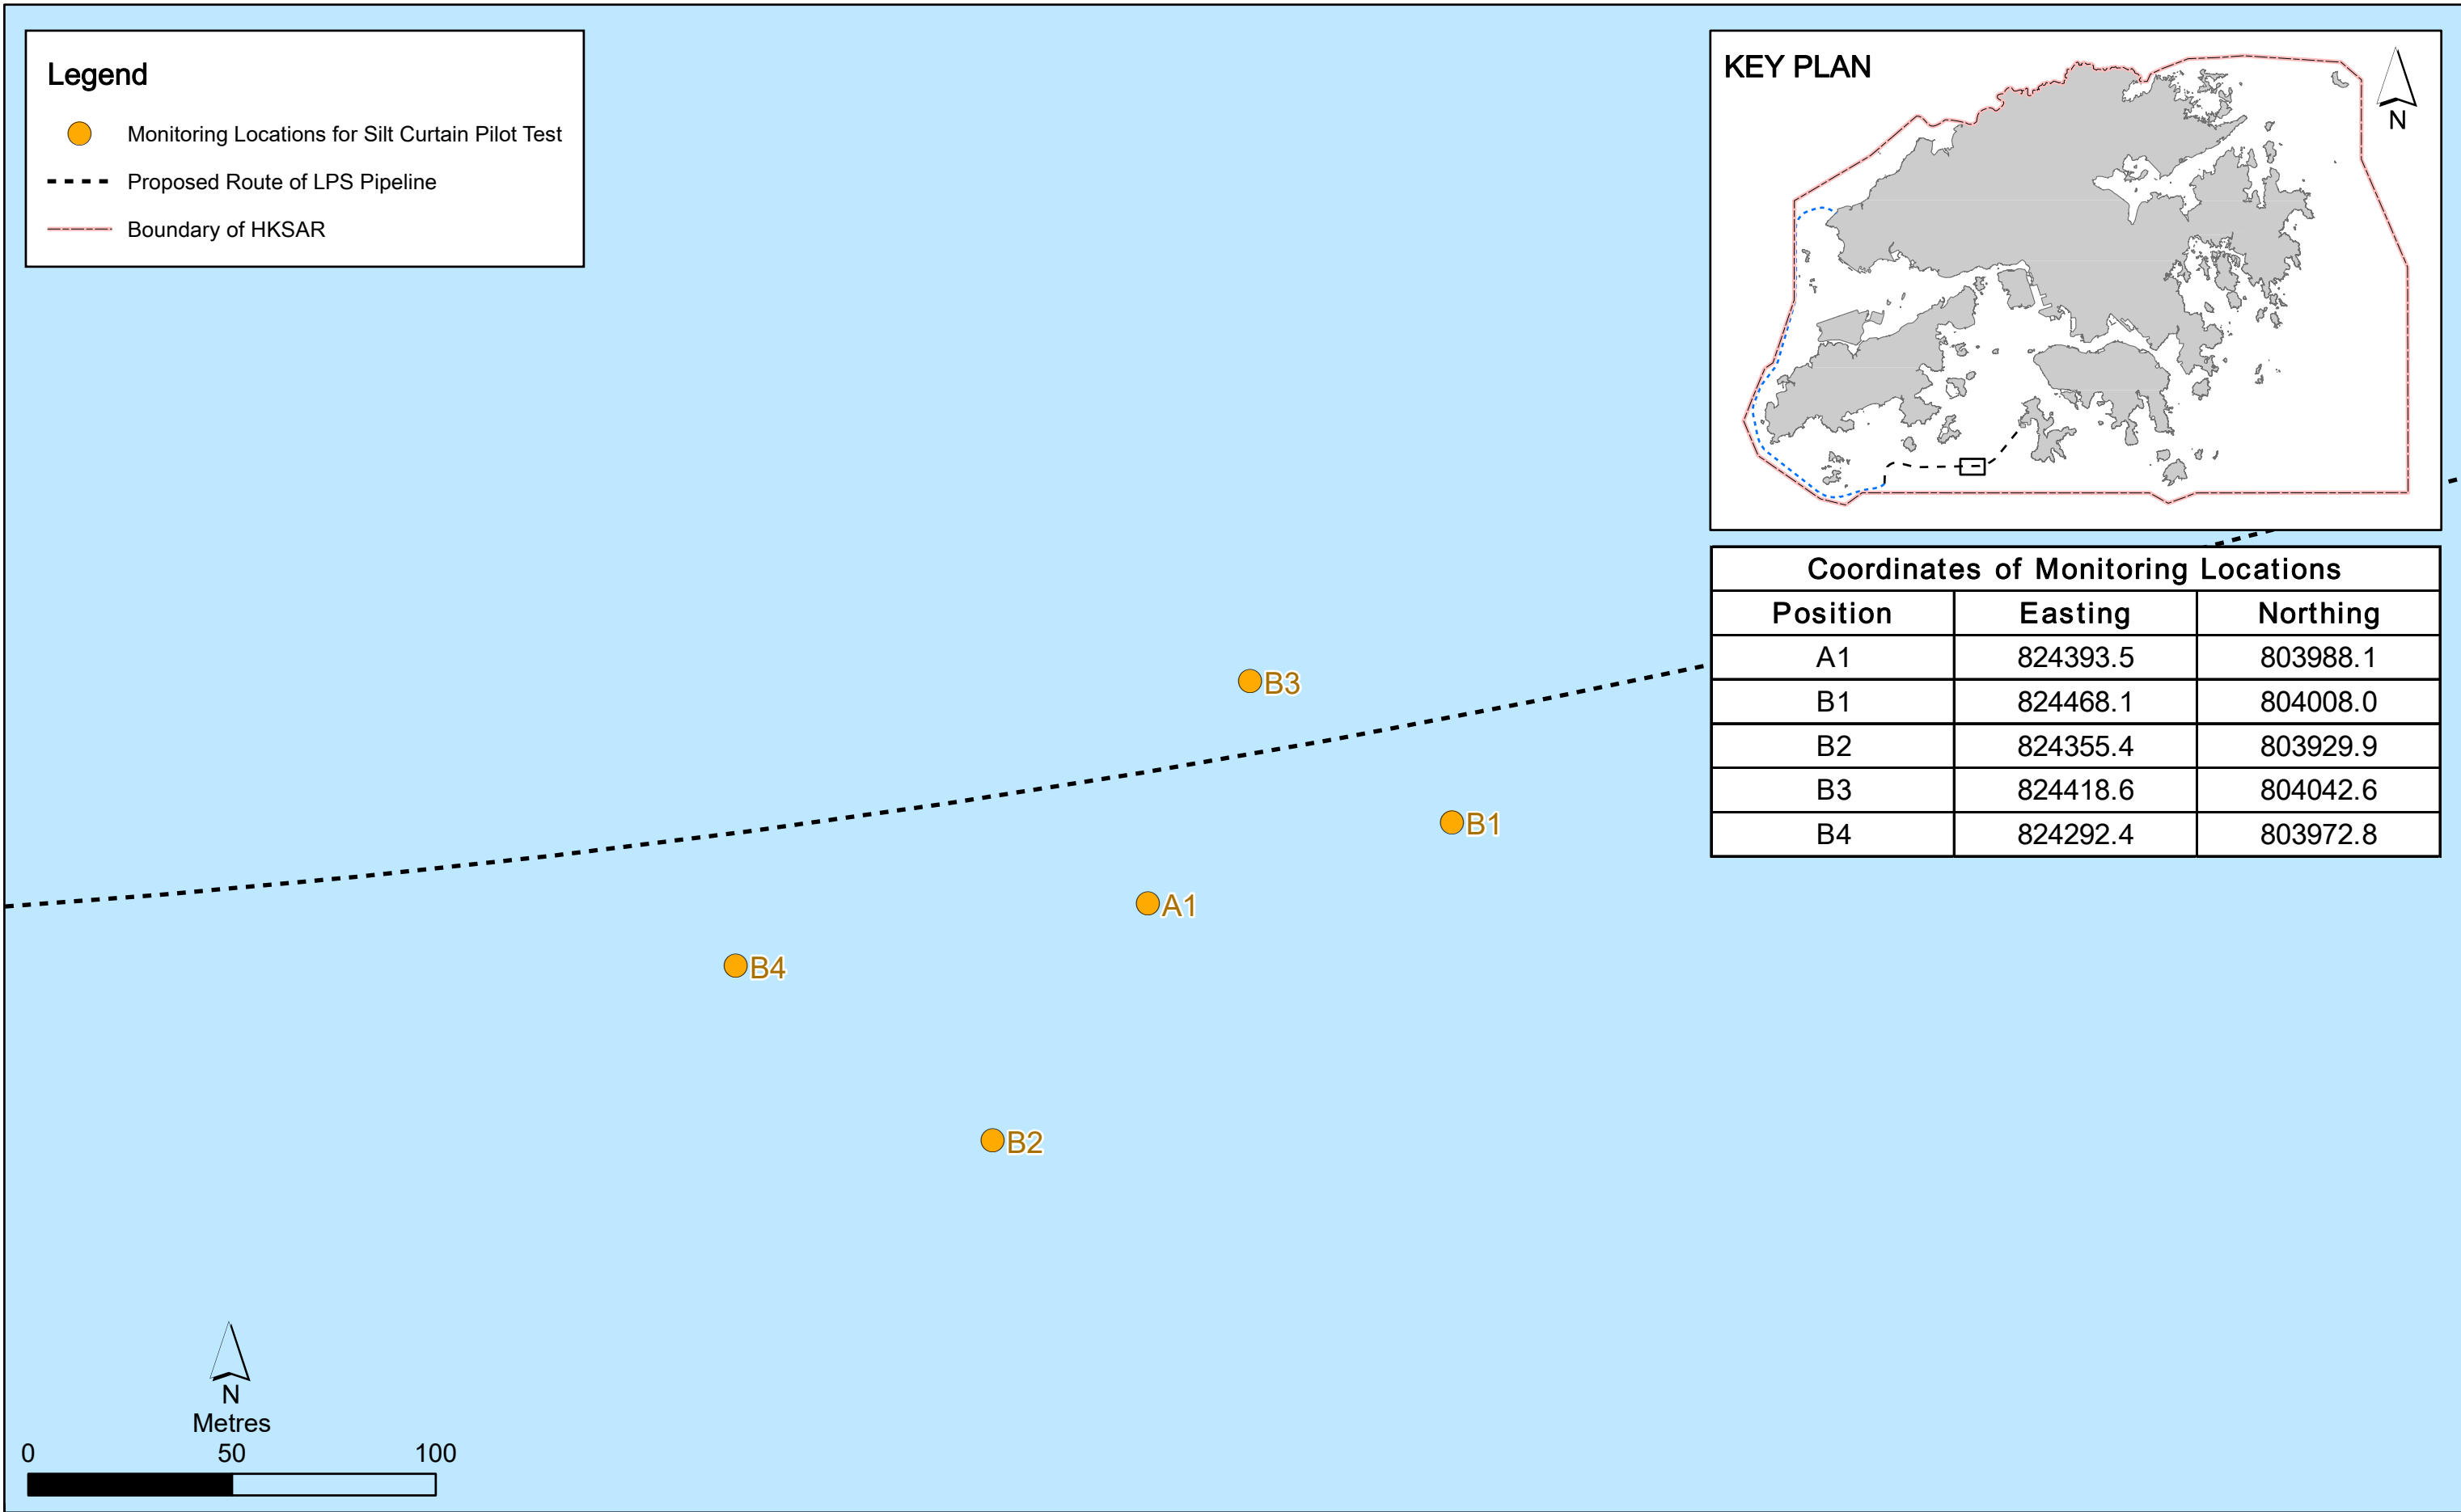 Legend
Monitoring Locations for Silt Curtain Pilot Test
Proposed Route of LPS Pipeline
Boundary of HKSAR
KEY PLAN
N
Coordinates of Monitoring Locations
Position Easting Northing
A1 824393.5 803988.1
B1 824468.1 804008.0
B2 824355.4 803929.9
B3 824418.6 804042.6
B4 824292.4 803972.8
B3
B1
A1
B4
B2
N
Metres
0 50 100